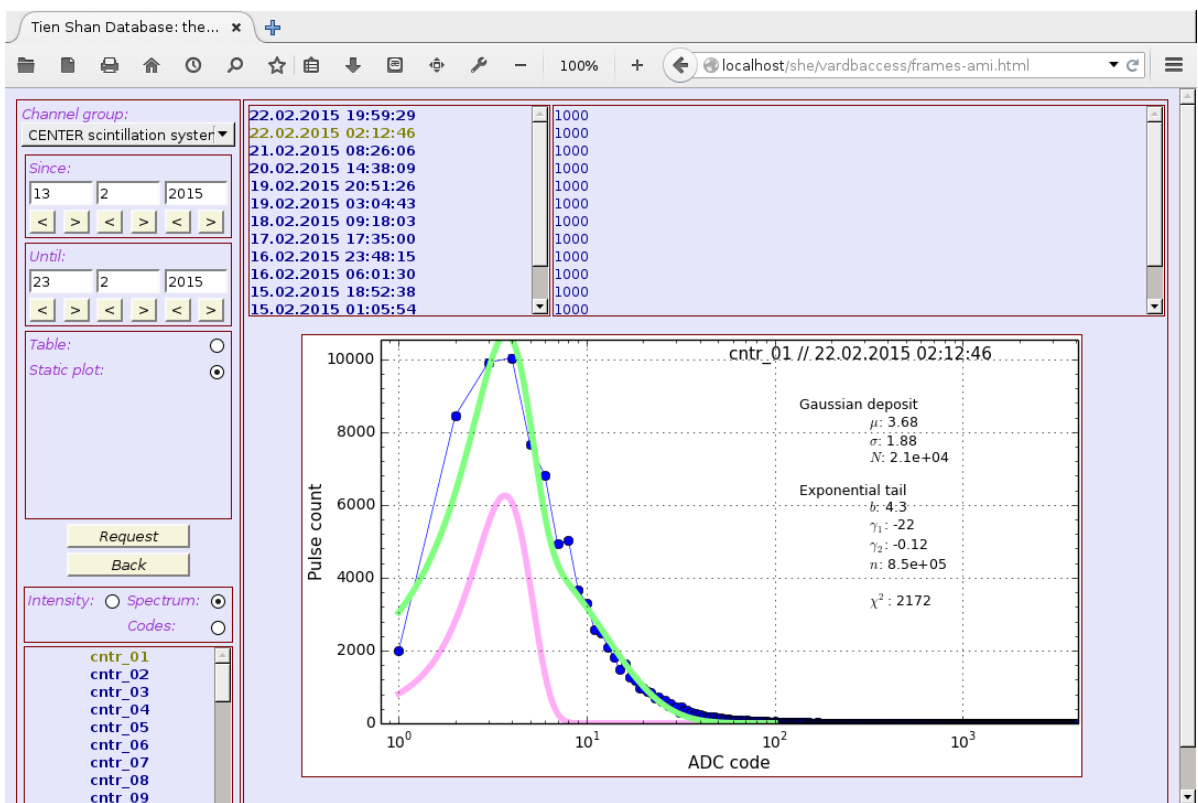 Tien Shan Database: the...
100%
localhost/she/vardbaccess/frames-ami.html
Channel group:
CENTER scintillation syster
Since:
13 2 2015
< > < > < >
Until:
23 2 2015
< > < > < >
Table:
Static plot:
Request
Back
Intensity: Spectrum:
Codes:
cntr_01
cntr_02
cntr_03
cntr_04
cntr_05
cntr_06
cntr_07
cntr_08
cntr_09
22.02.2015 19:59:29 1000
22.02.2015 02:12:46 1000
21.02.2015 08:26:06 1000
20.02.2015 14:38:09 1000
19.02.2015 20:51:26 1000
19.02.2015 03:04:43 1000
18.02.2015 09:18:03 1000
17.02.2015 17:35:00 1000
16.02.2015 23:48:15 1000
16.02.2015 06:01:30 1000
15.02.2015 18:52:38 1000
15.02.2015 01:05:54 1000
cntr_01 // 22.02.2015 02:12:46
Gaussian deposit
μ: 3.68
σ: 1.88
N: 2.1e+04
Exponential tail
b: 4.3
γ₁: -22
γ₂: -0.12
n: 8.5e+05
χ² : 2172
Pulse count
10000
8000
6000
4000
2000
0
10⁰ 10¹ 10² 10³
ADC code